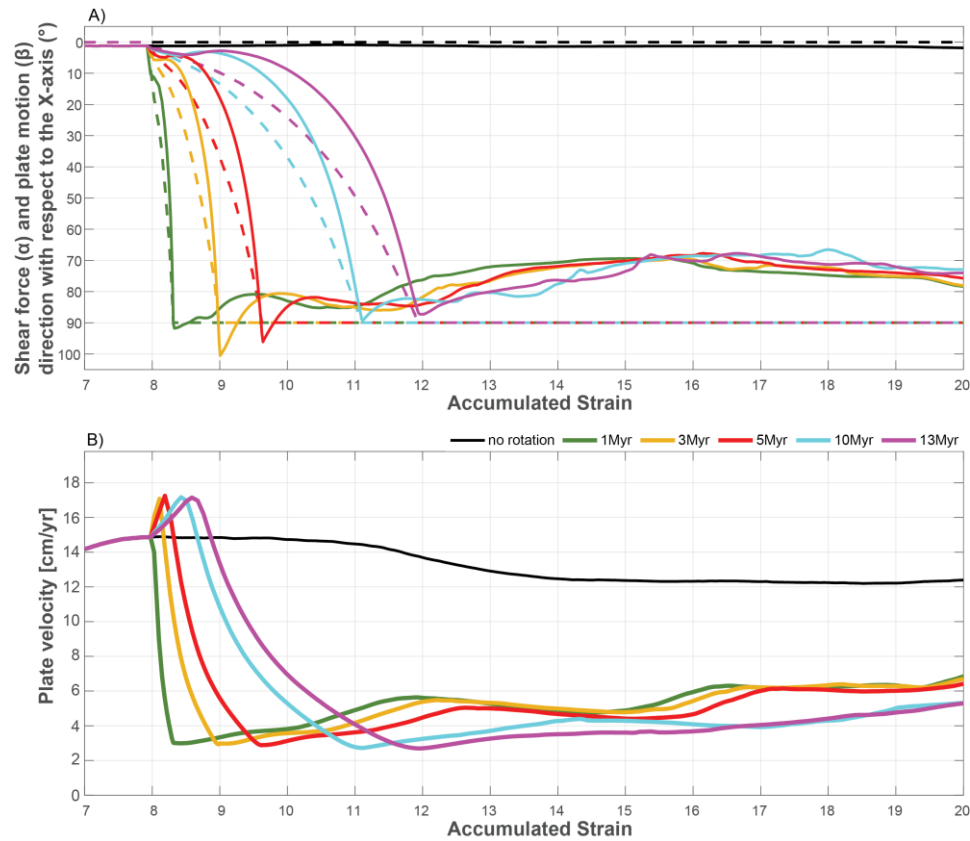 A)
Shear force (α) and plate motion (β)
direction with respect to the X-axis (°)
0
10
20
30
40
50
60
70
80
90
100
7 8 9 10 11 12 13 14 15 16 17 18 19 20
Accumulated Strain
B)
no rotation 1Myr 3Myr 5Myr 10Myr 13Myr
Plate velocity [cm/yr]
18
16
14
12
10
8
6
4
2
0
7 8 9 10 11 12 13 14 15 16 17 18 19 20
Accumulated Strain